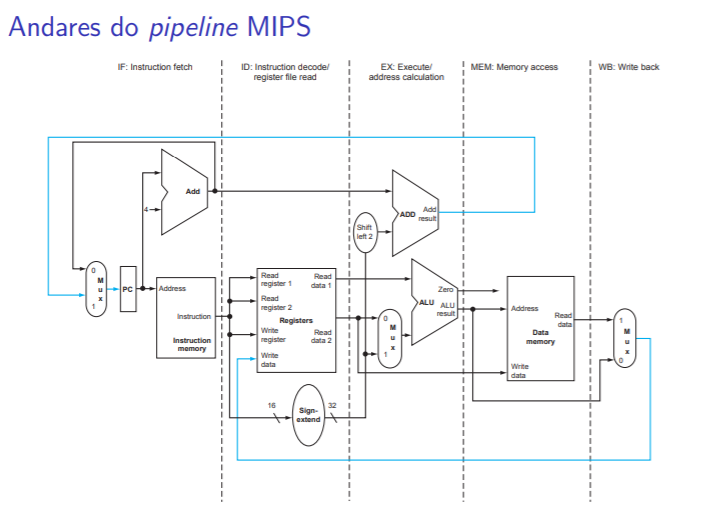 Andares do pipeline MIPS
IF: Instruction fetch
ID: Instruction decode/
register file read
EX: Execute/
address calculation
MEM: Memory access
WB: Write back
Add
4
ADD
Add
result
Shift
left 2
0
M
u
x
1
PC
Address
Instruction
Instruction
memory
Read
register 1
Read
data 1
Read
register 2
Registers
Write
register
Read
data 2
Write
data
0
M
u
x
1
Zero
ALU
ALU
result
Address
Read
data
Data
memory
Write
data
1
M
u
x
0
16
Sign-
extend
32